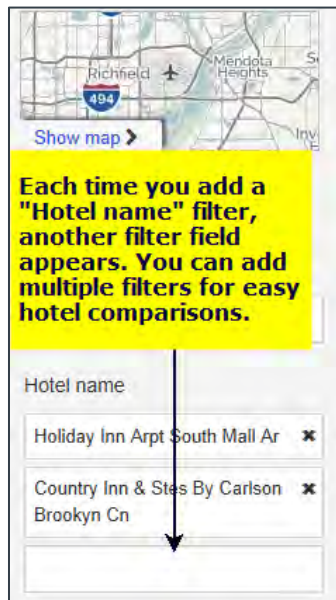 Richfield
Mendota
Heights
494
Show map
Each time you add a
"Hotel name" filter,
another filter field
appears. You can add
multiple filters for easy
hotel comparisons.
Hotel name
Holiday Inn Arpt South Mall Ar
Country Inn & Stes By Carlson
Brookyn Cn